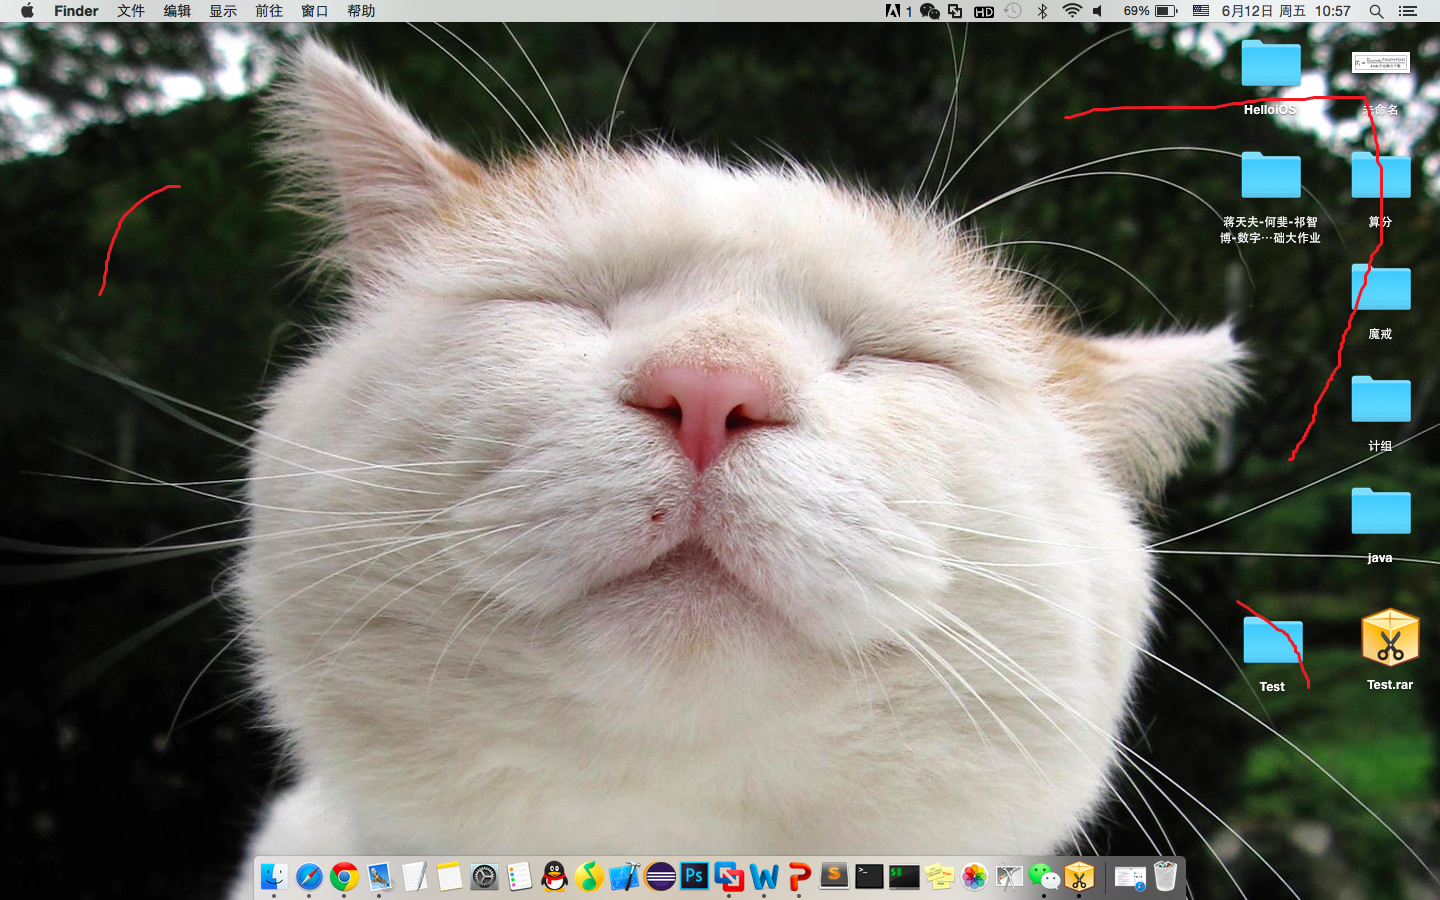 Finder 文件 编辑 显示 前往 窗口 帮助
1 HD 69% 6月12日 周五 10:57
HelloiOS
未命名
蒋天夫-何斐-祁智
博-数字…础大作业
算分
魔戒
计组
java
Test
Test.rar
Ps